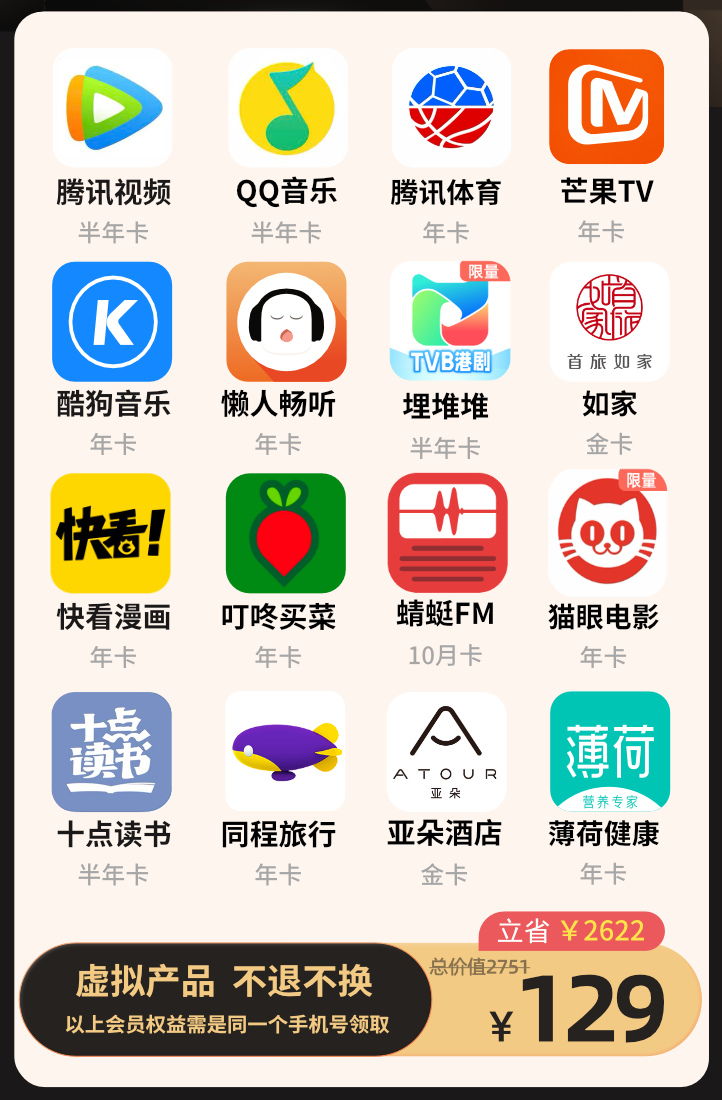 腾讯视频
QQ音乐
腾讯体育
芒果TV
半年卡
半年卡
年卡
年卡
K
限量
TVB港剧
首旅如家
首旅如家
酷狗音乐
懒人畅听
埋堆堆
如家
年卡
年卡
半年卡
金卡
快看!
限量
快看漫画
叮咚买菜
蜻蜓FM
猫眼电影
年卡
年卡
10月卡
年卡
十点读书
ATOUR
亚朵
薄荷
营养专家
十点读书
同程旅行
亚朵酒店
薄荷健康
半年卡
年卡
金卡
年卡
立省 ¥2622
总价值2751
虚拟产品 不退不换
以上会员权益需是同一个手机号领取
¥129